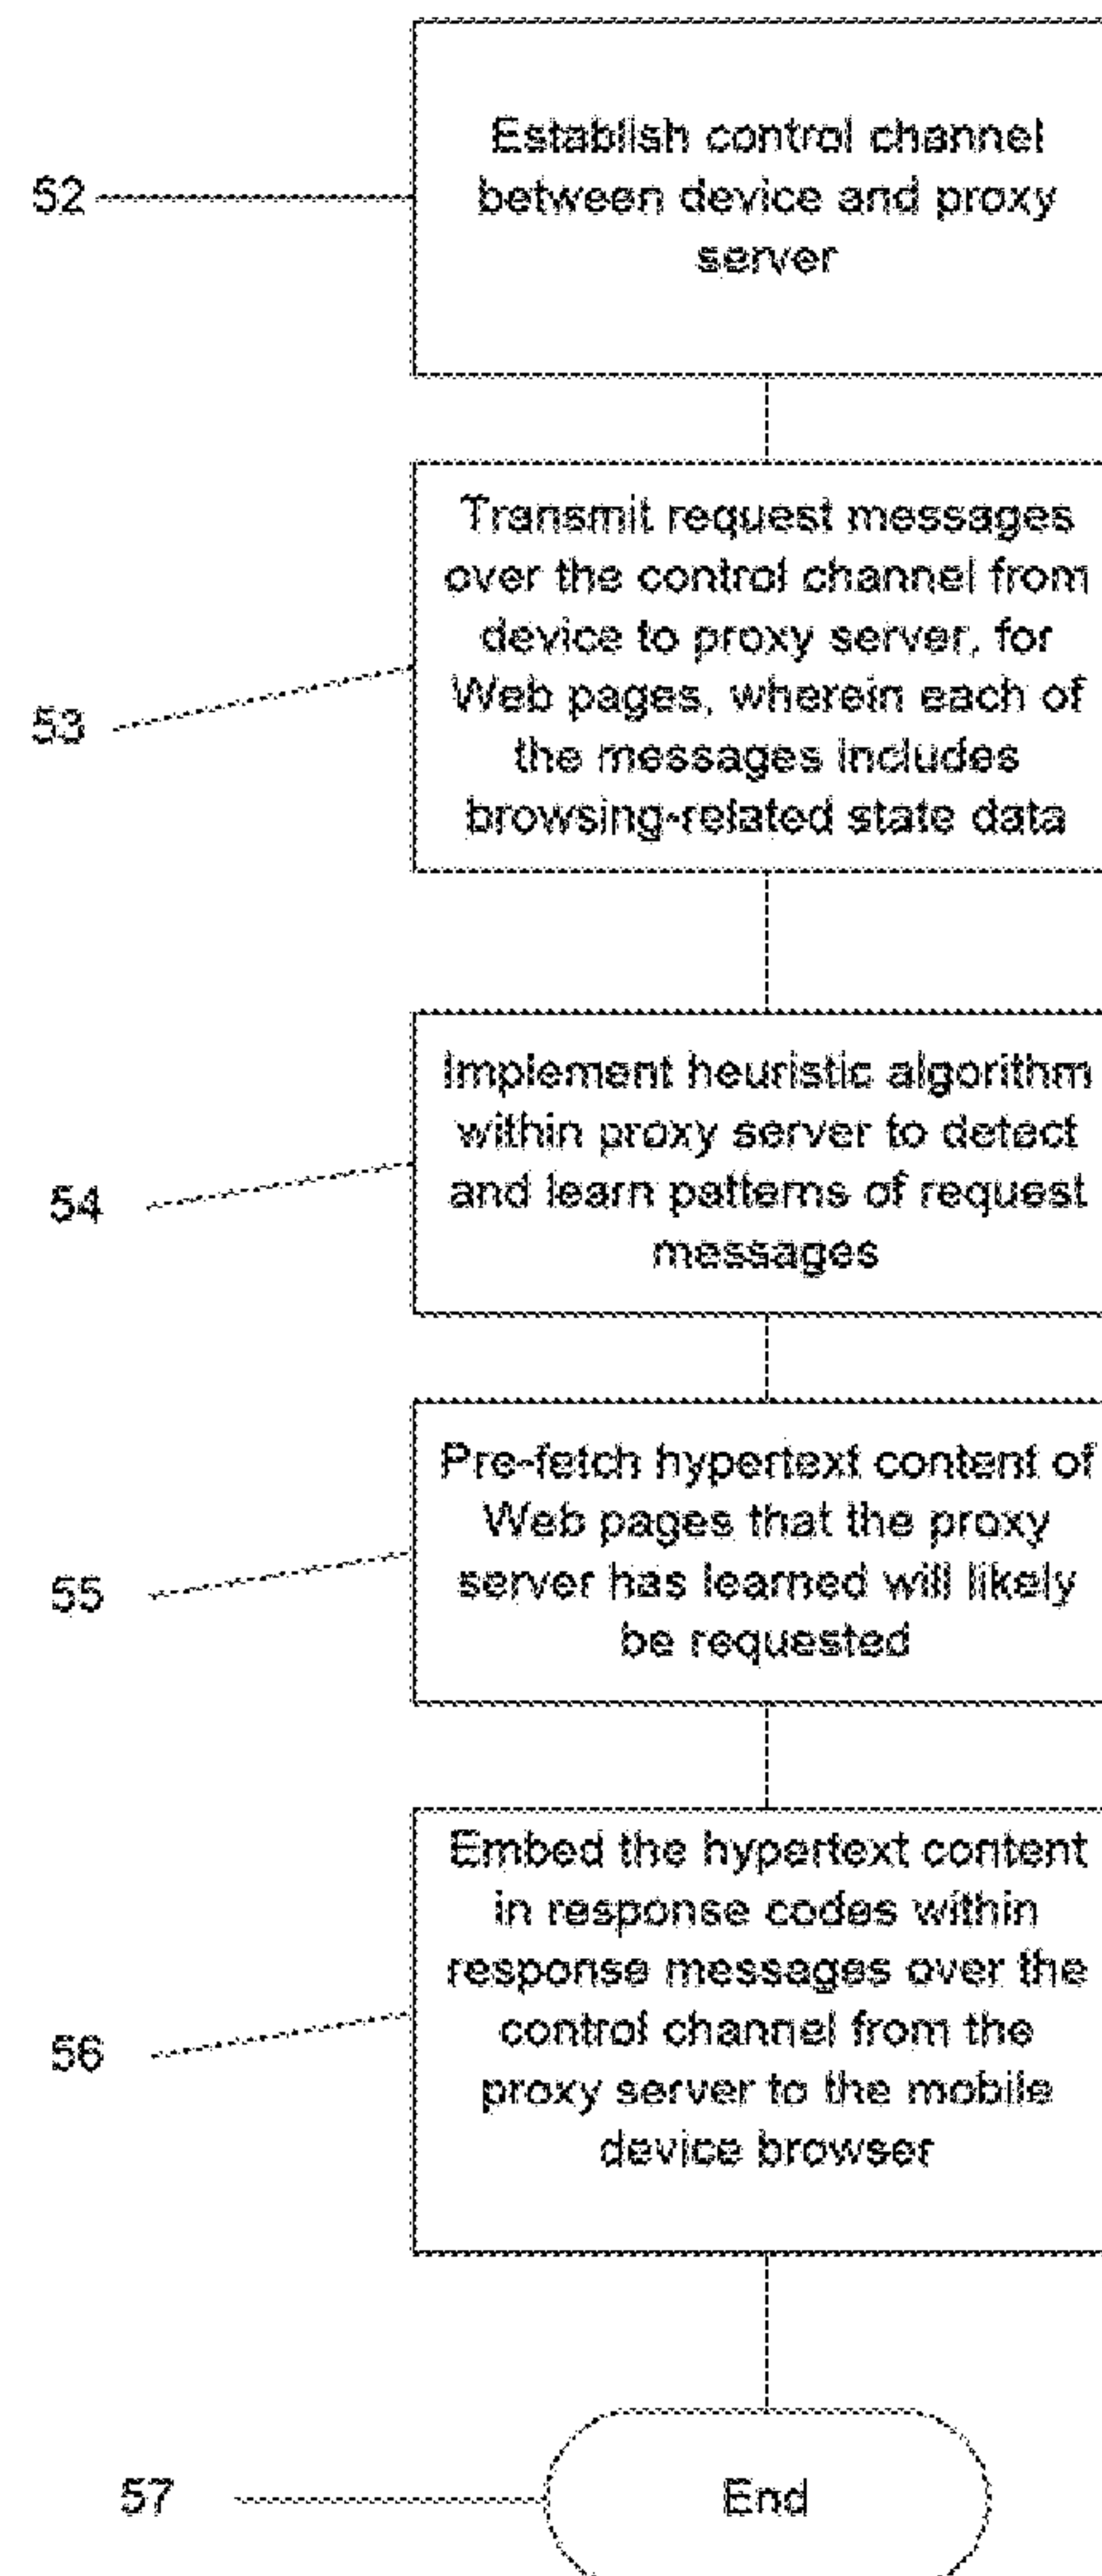 52
Establish control channel
between device and proxy
server
53
Transmit request messages
over the control channel from
device to proxy server, for
Web pages, wherein each of
the messages includes
browsing-related state data
54
Implement heuristic algorithm
within proxy server to detect
and learn patterns of request
messages
55
Pre-fetch hypertext content of
Web pages that the proxy
server has learned will likely
be requested
56
Embed the hypertext content
in response codes within
response messages over the
control channel from the
proxy server to the mobile
device browser
57
End